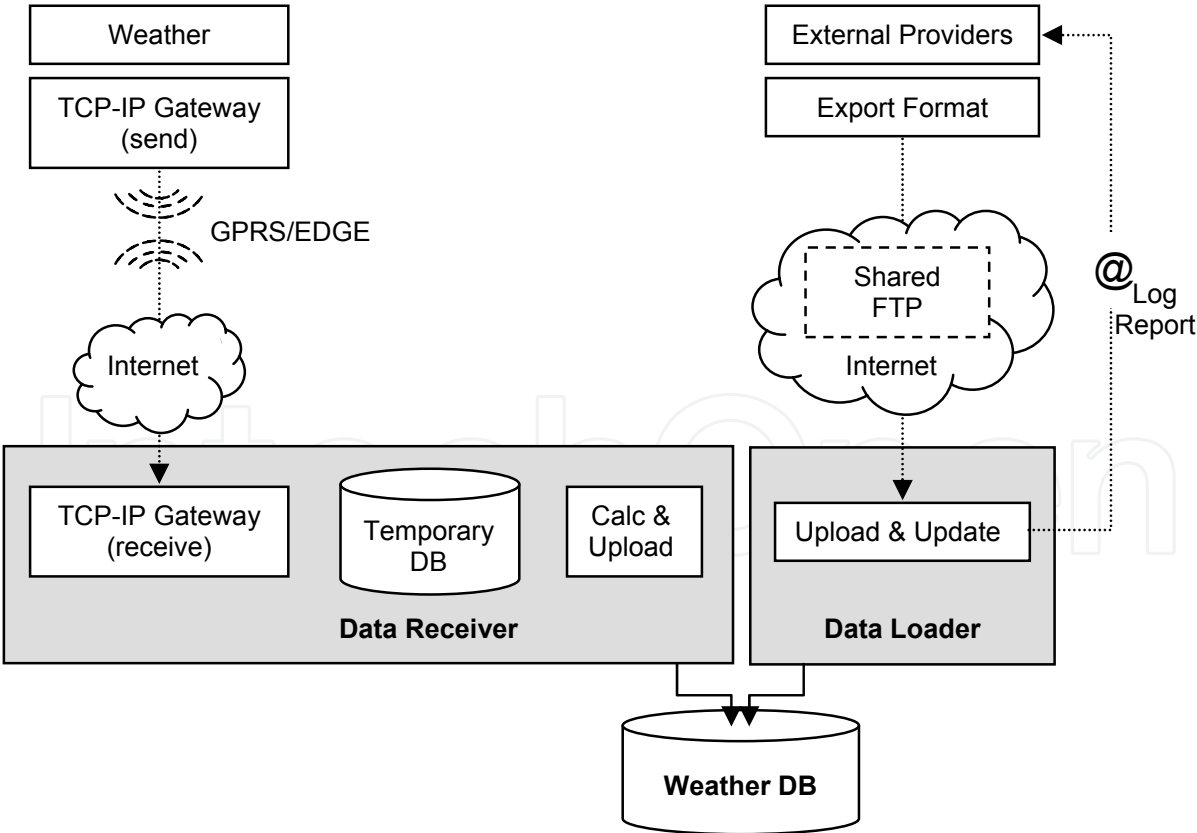 Weather
TCP-IP Gateway
(send)
GPRS/EDGE
Internet
External Providers
Export Format
Shared
FTP
Internet
@
Log
Report
TCP-IP Gateway
(receive)
Temporary
DB
Calc &
Upload
Data Receiver
Upload & Update
Data Loader
Weather DB
IntechOpen